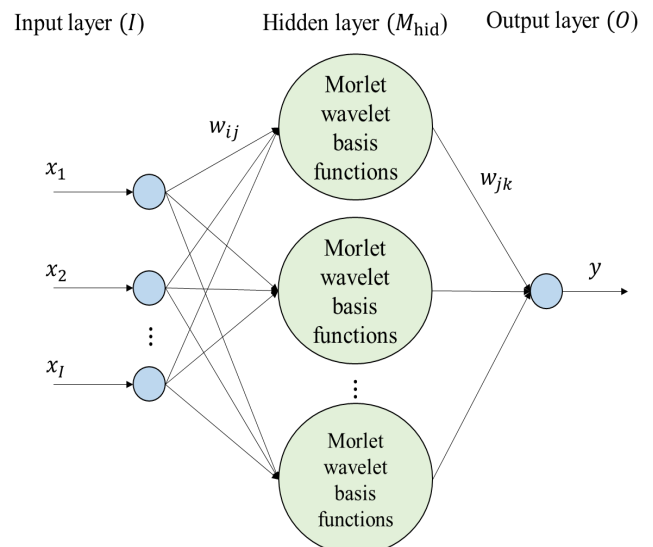 Input layer (I)
Hidden layer (M_hid)
Output layer (O)
Morlet
wavelet
basis
functions
w_ij
x_1
w_jk
Morlet
wavelet
basis
functions
x_2
y
⋮
x_I
⋮
Morlet
wavelet
basis
functions